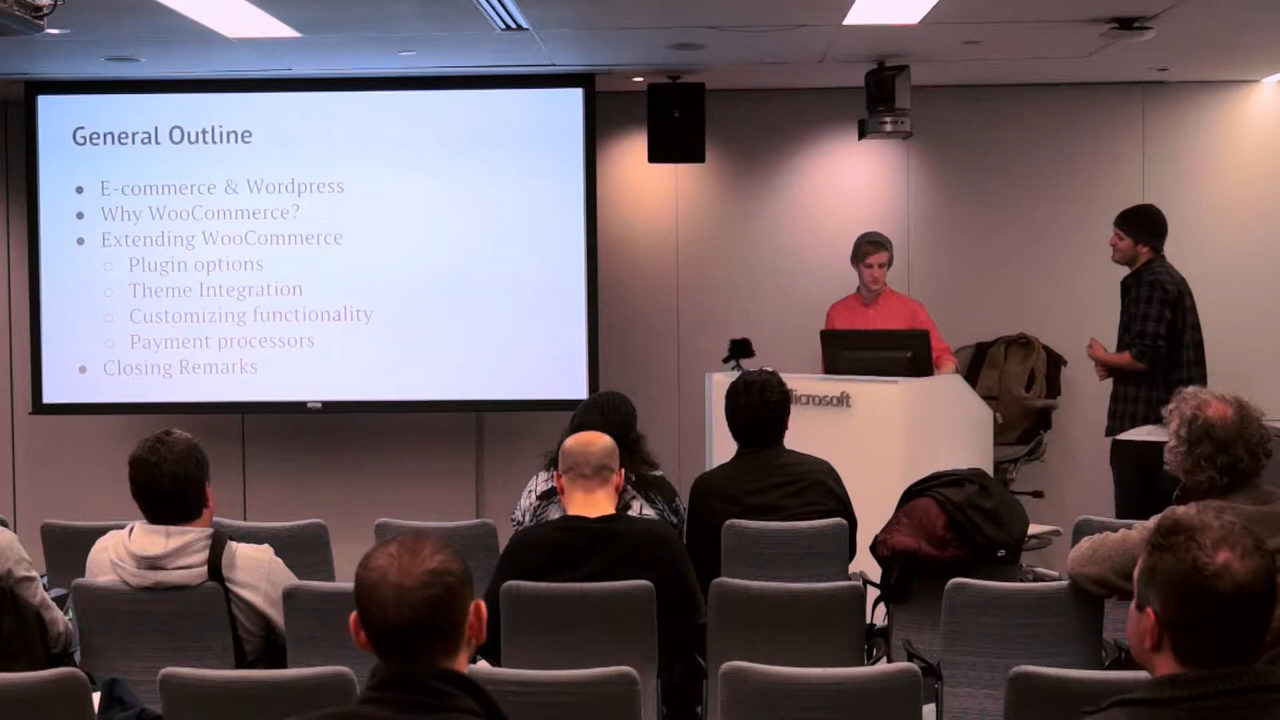 General Outline
● E-commerce & Wordpress
● Why WooCommerce?
● Extending WooCommerce
○ Plugin options
○ Theme Integration
○ Customizing functionality
○ Payment processors
● Closing Remarks
Microsoft